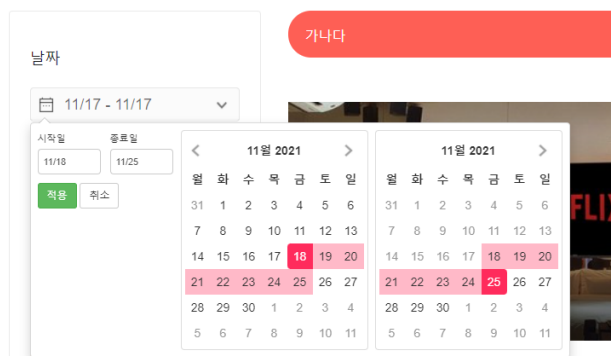 가나다
날짜
11/17 - 11/17
시작일 종료일
11/18 11/25
적용 취소
11월 2021
월 화 수 목 금 토 일
31 1 2 3 4 5 6
7 8 9 10 11 12 13
14 15 16 17 18 19 20
21 22 23 24 25 26 27
28 29 30 1 2 3 4
5 6 7 8 9 10 11
11월 2021
월 화 수 목 금 토 일
31 1 2 3 4 5 6
7 8 9 10 11 12 13
14 15 16 17 18 19 20
21 22 23 24 25 26 27
28 29 30 1 2 3 4
5 6 7 8 9 10 11
FLIX